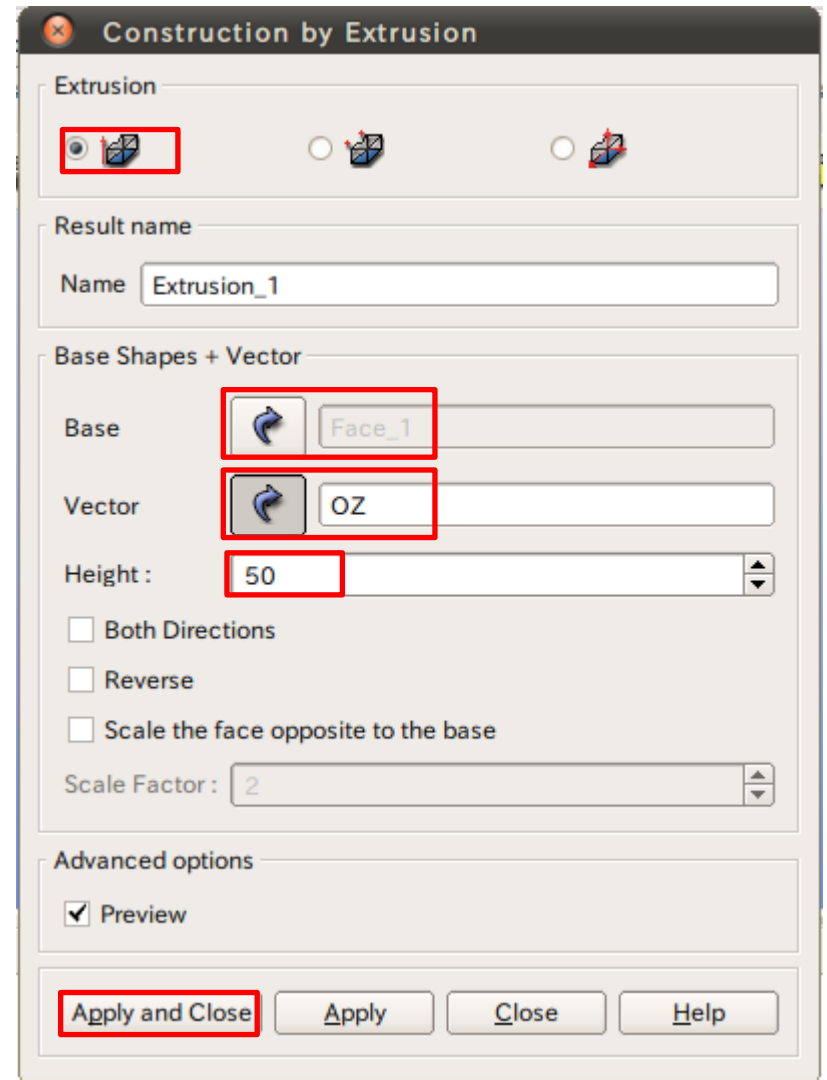 Construction by Extrusion
Extrusion
Result name
Name Extrusion_1
Base Shapes + Vector
Base Face_1
Vector OZ
Height : 50
Both Directions
Reverse
Scale the face opposite to the base
Scale Factor : 2
Advanced options
Preview
Apply and Close Apply Close Help